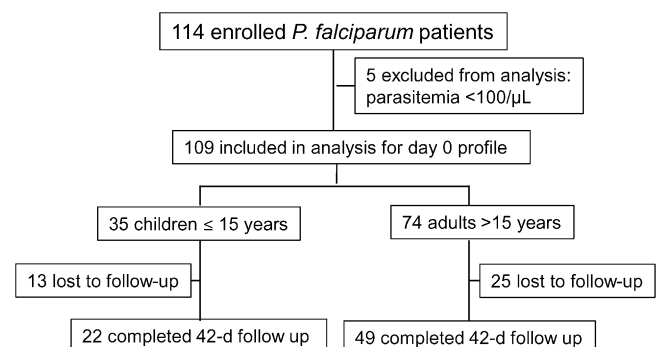 114 enrolled P. falciparum patients
5 excluded from analysis:
parasitemia <100/µL
109 included in analysis for day 0 profile
35 children ≤ 15 years
74 adults >15 years
13 lost to follow-up
25 lost to follow-up
22 completed 42-d follow up
49 completed 42-d follow up